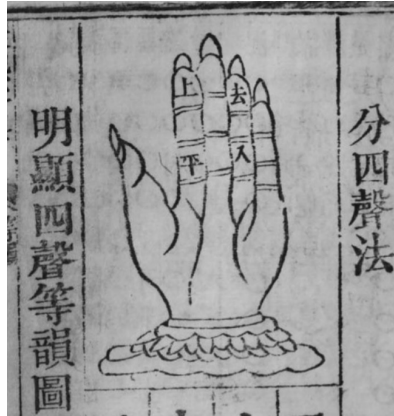 分四聲法
上 去
平 入
明顯四聲等韻圖